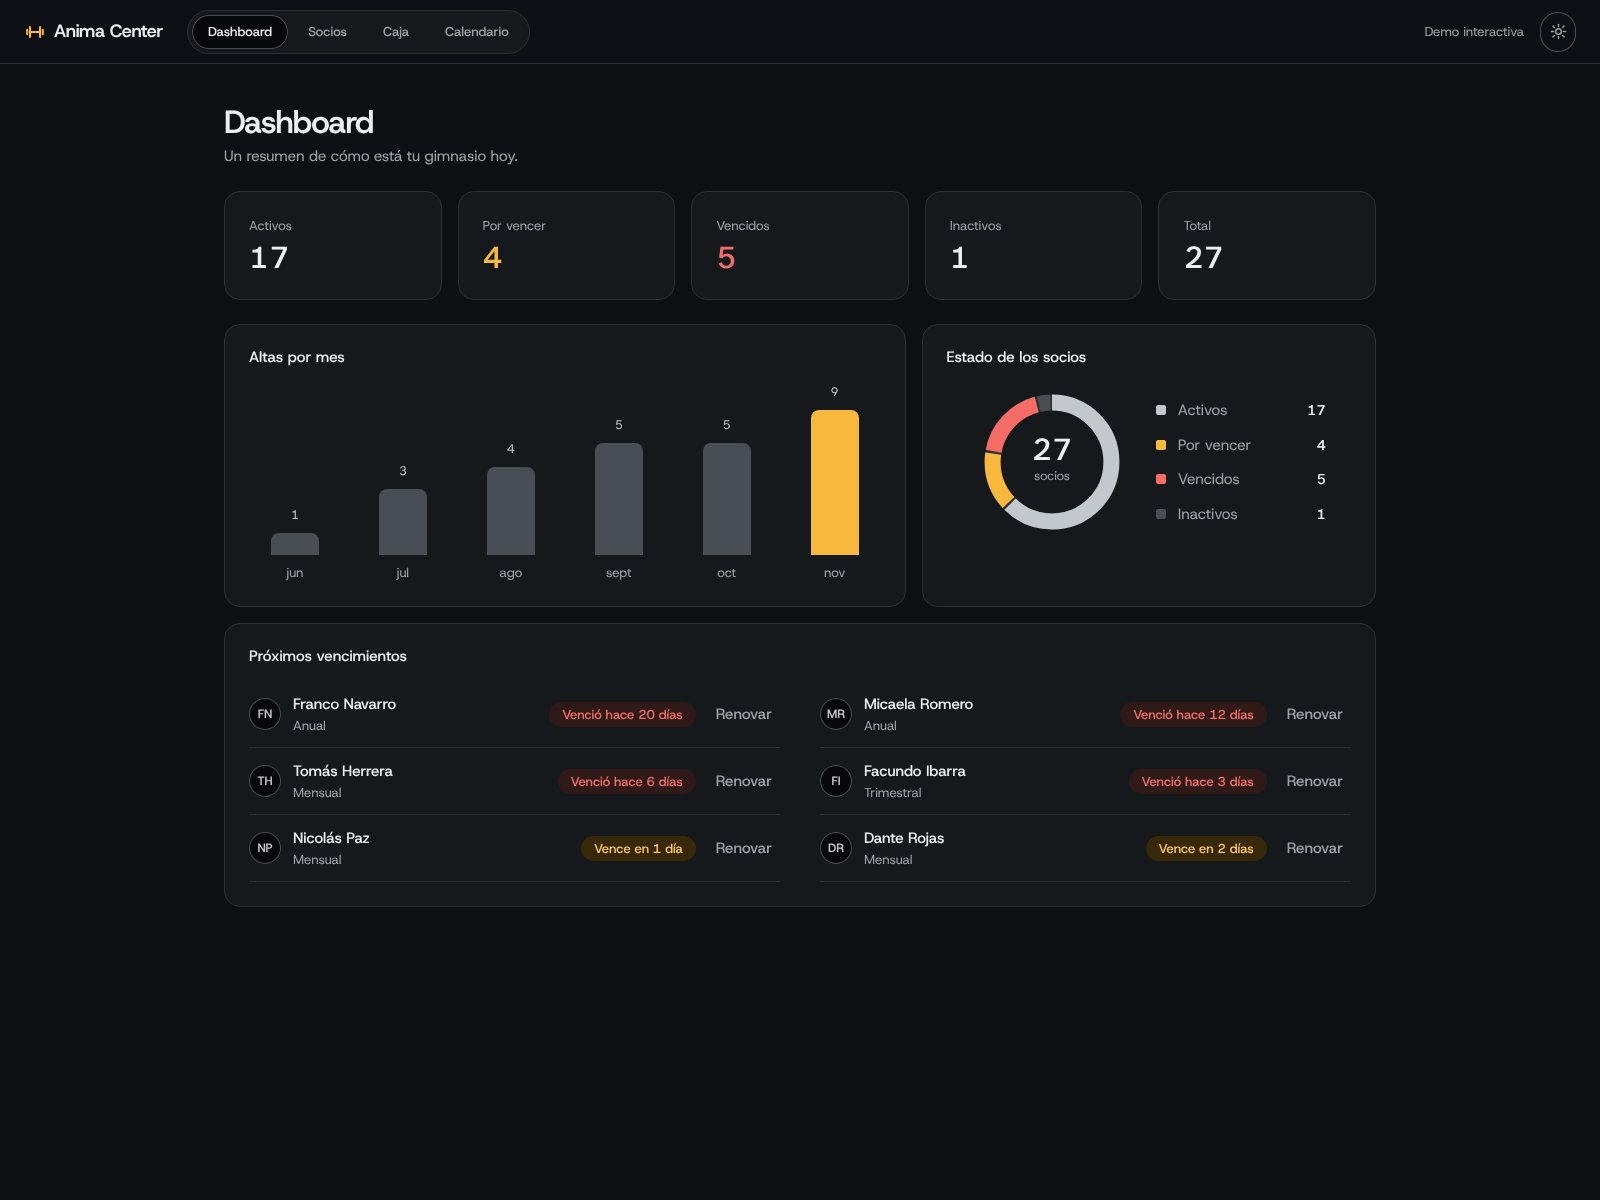 Anima Center
Dashboard
Socios
Caja
Calendario
Demo interactiva
Dashboard
Un resumen de cómo está tu gimnasio hoy.
Activos
17
Por vencer
4
Vencidos
5
Inactivos
1
Total
27
Altas por mes
1
3
4
5
5
9
jun
jul
ago
sept
oct
nov
Estado de los socios
27
socios
Activos 17
Por vencer 4
Vencidos 5
Inactivos 1
Próximos vencimientos
FN
Franco Navarro
Anual
Venció hace 20 días
Renovar
MR
Micaela Romero
Anual
Venció hace 12 días
Renovar
TH
Tomás Herrera
Mensual
Venció hace 6 días
Renovar
FI
Facundo Ibarra
Trimestral
Venció hace 3 días
Renovar
NP
Nicolás Paz
Mensual
Vence en 1 día
Renovar
DR
Dante Rojas
Mensual
Vence en 2 días
Renovar